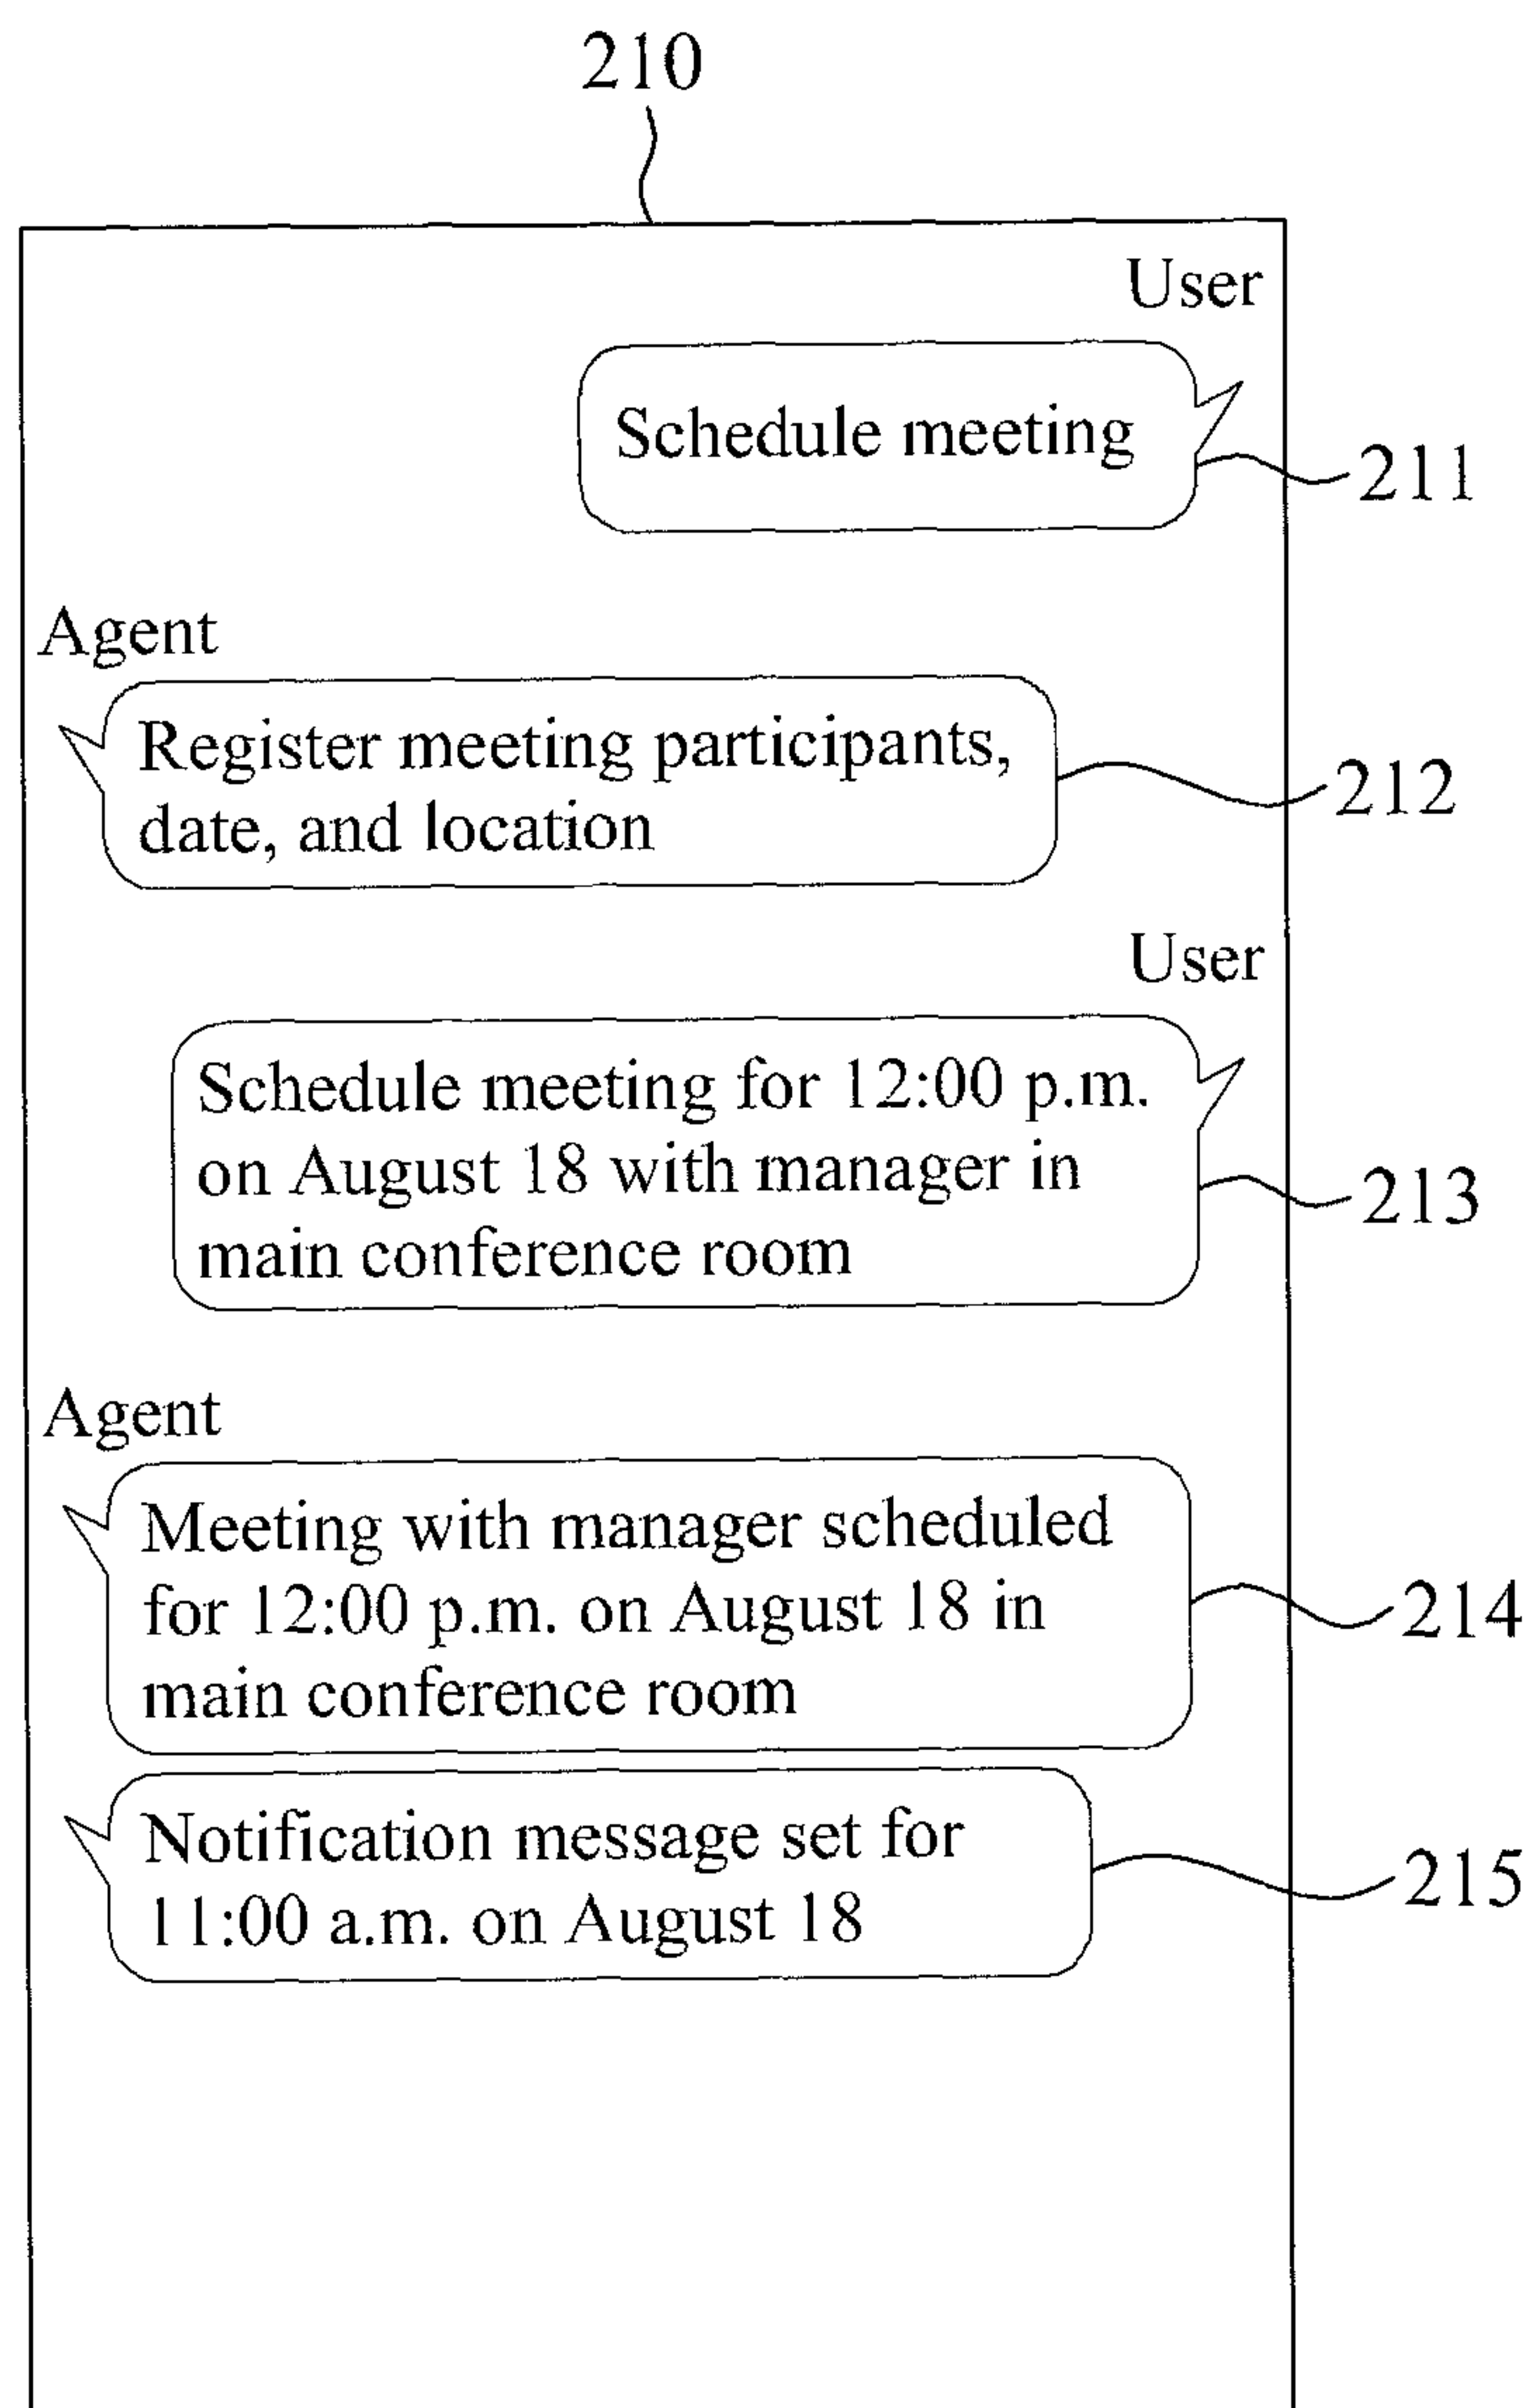 210
User
Schedule meeting
211
Agent
Register meeting participants,
date, and location
212
User
Schedule meeting for 12:00 p.m.
on August 18 with manager in
main conference room
213
Agent
Meeting with manager scheduled
for 12:00 p.m. on August 18 in
main conference room
214
Notification message set for
11:00 a.m. on August 18
215